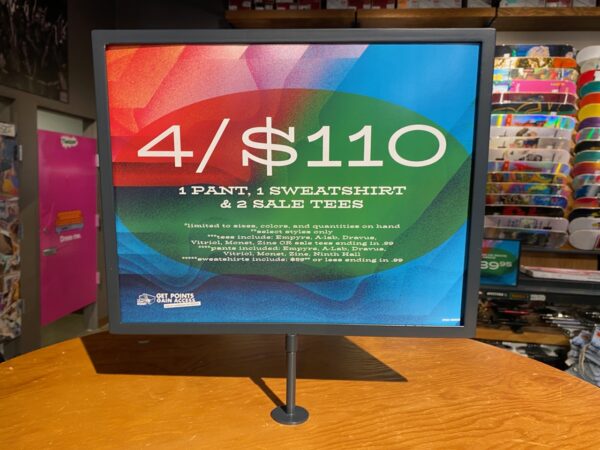 4/$110
1 PANT, 1 SWEATSHIRT
& 2 SALE TEES
*limited to sizes, colors, and quantities on hand
**select styles only
***tees include: Empyre, A-lab, Dravus,
Vitriol, Monet, Zine OR sale tees ending in .99
****pants included: Empyre, A-Lab, Dravus,
Vitriol, Monet, Zine, Ninth Hall
*****sweatshirts include: $59⁹⁹ or less ending in .99
GET POINTS
GAIN ACCESS